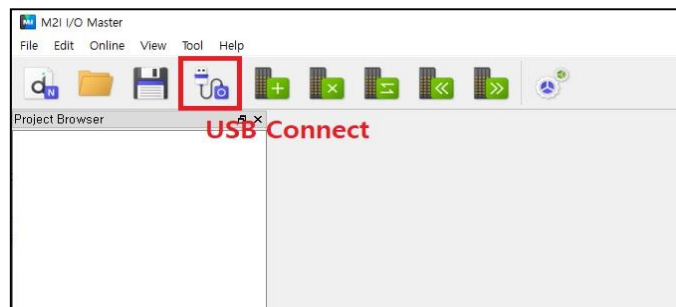 M2I I/O Master
File Edit Online View Tool Help
Project Browser
USB Connect